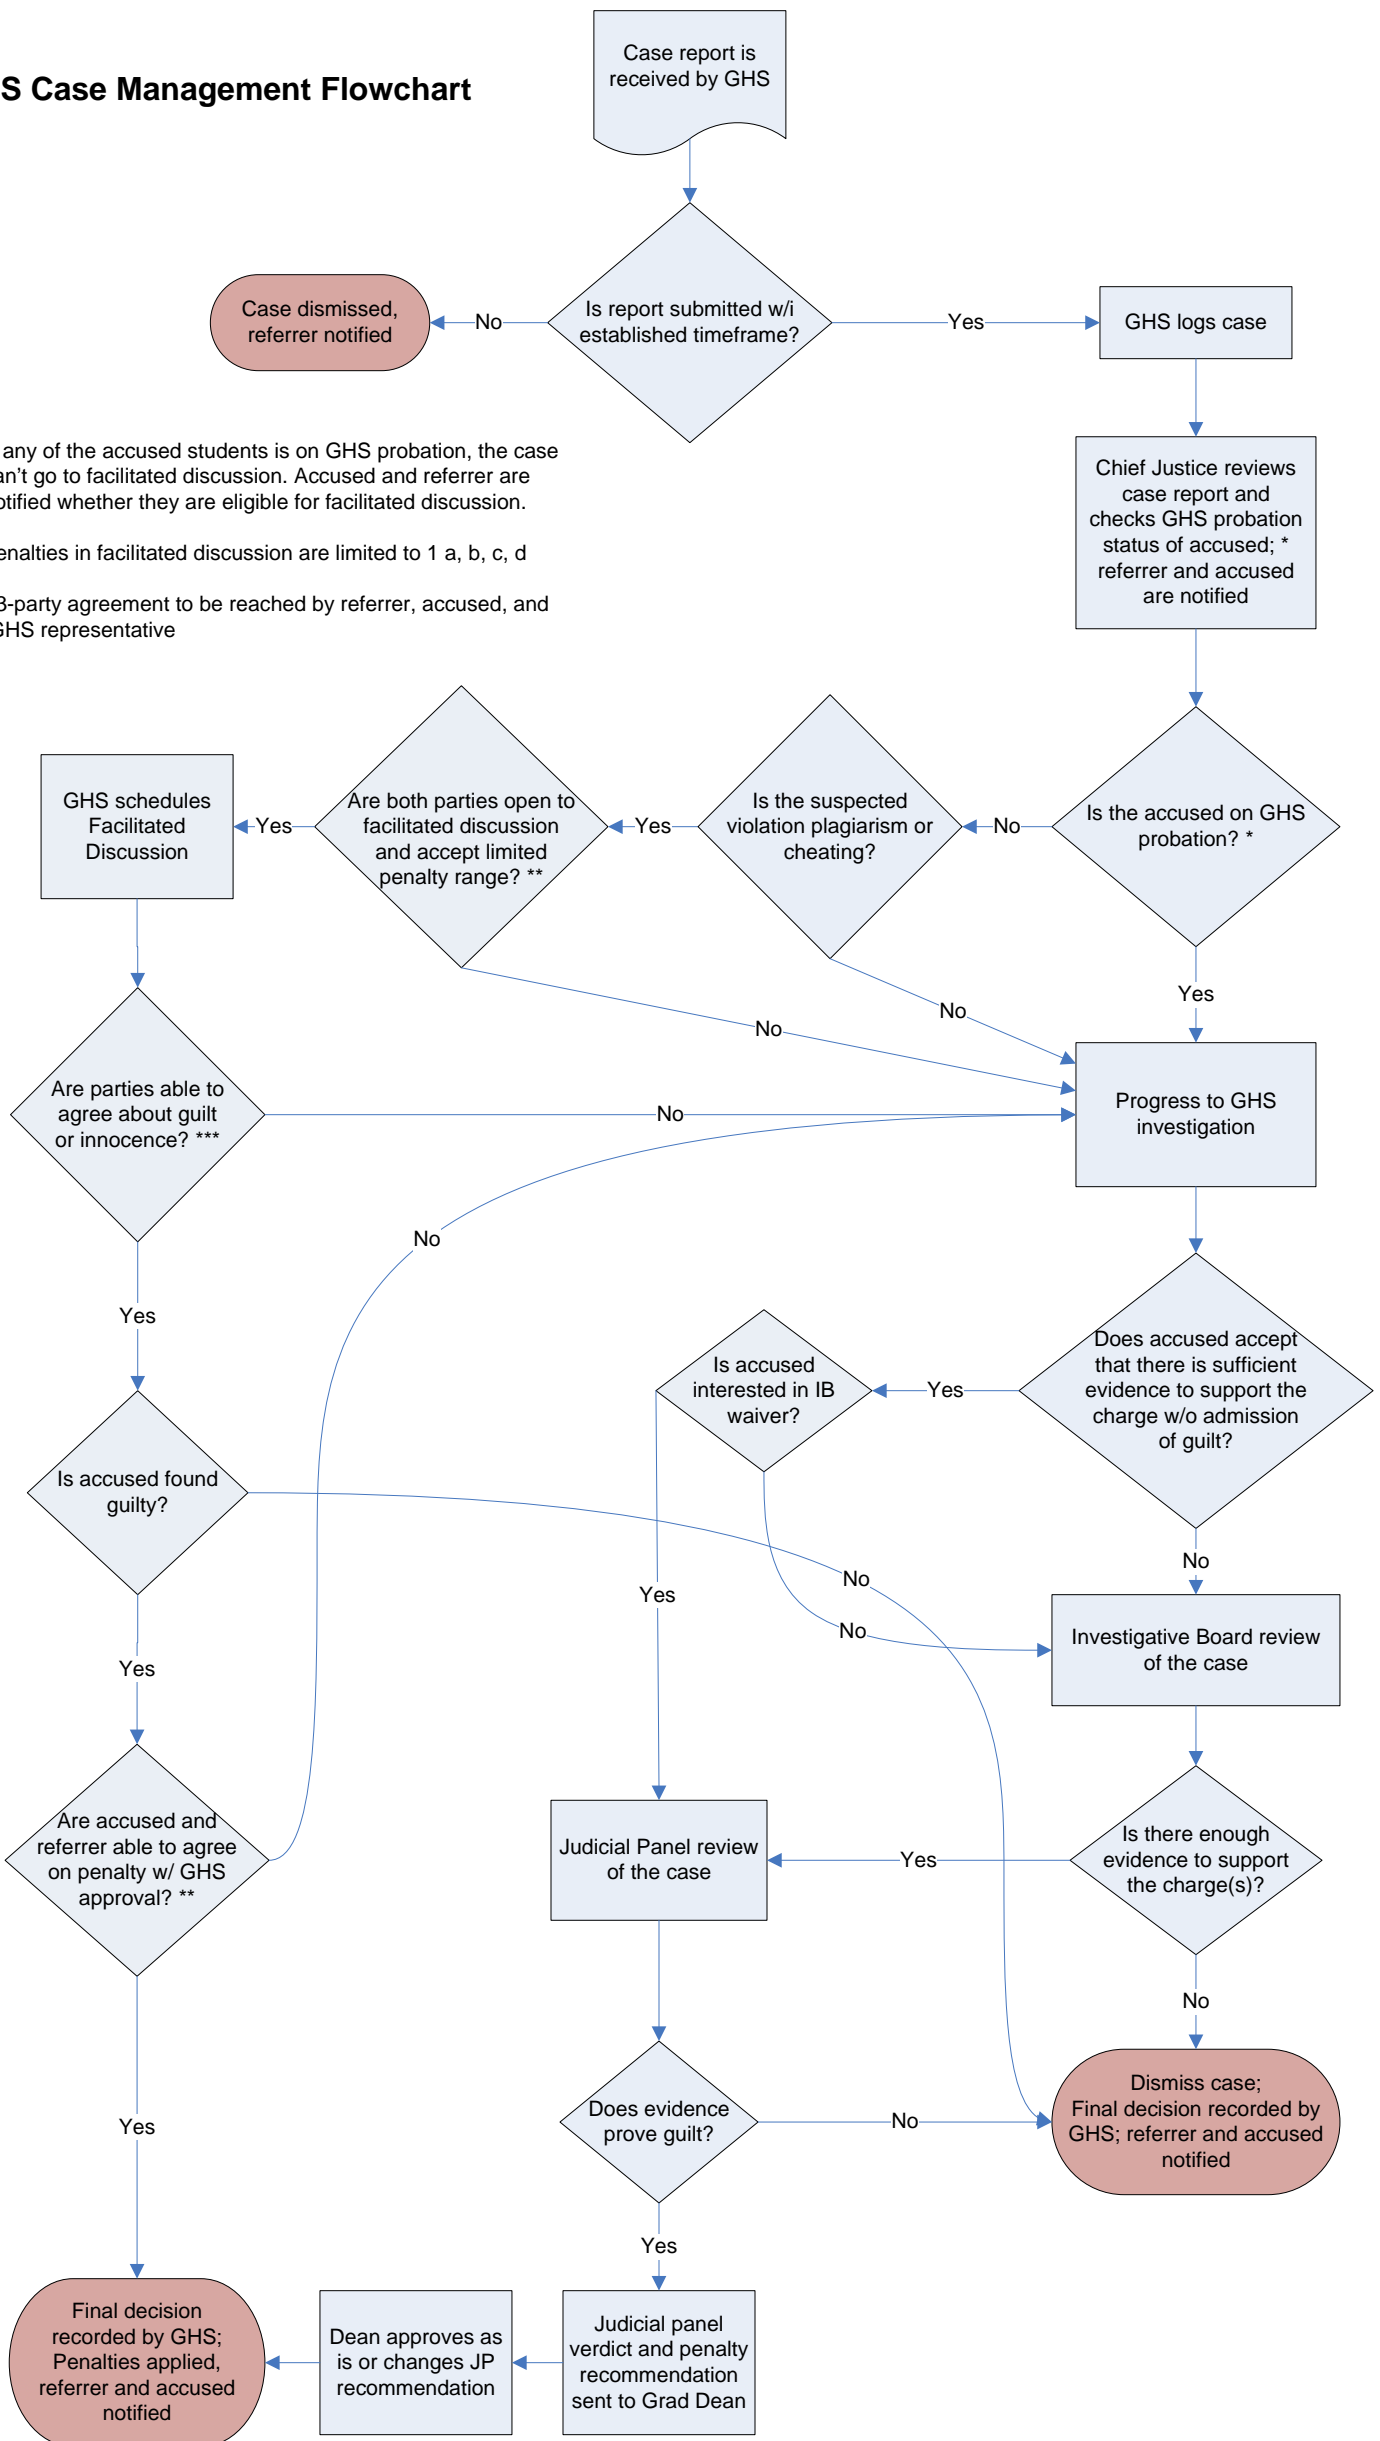 Case report is
received by GHS
S Case Management Flowchart
Is report submitted w/i
established timeframe?
No
Case dismissed,
referrer notified
Yes
GHS logs case
any of the accused students is on GHS probation, the case
an't go to facilitated discussion. Accused and referrer are
otified whether they are eligible for facilitated discussion.
enalties in facilitated discussion are limited to 1 a, b, c, d
3-party agreement to be reached by referrer, accused, and
GHS representative
Chief Justice reviews
case report and
checks GHS probation
status of accused; *
referrer and accused
are notified
Is the accused on GHS
probation? *
No
Is the suspected
violation plagiarism or
cheating?
Yes
Are both parties open to
facilitated discussion
and accept limited
penalty range? **
Yes
GHS schedules
Facilitated
Discussion
Yes
No
No
Progress to GHS
investigation
Are parties able to
agree about guilt
or innocence? ***
No
No
Yes
Does accused accept
that there is sufficient
evidence to support the
charge w/o admission
of guilt?
Yes
Is accused
interested in IB
waiver?
Is accused found
guilty?
No
No
Yes
No
Investigative Board review
of the case
Yes
Are accused and
referrer able to agree
on penalty w/ GHS
approval? **
Judicial Panel review
of the case
Yes
Is there enough
evidence to support
the charge(s)?
No
Yes
Does evidence
prove guilt?
No
Dismiss case;
Final decision recorded by
GHS; referrer and accused
notified
Yes
Final decision
recorded by GHS;
Penalties applied,
referrer and accused
notified
Dean approves as
is or changes JP
recommendation
Judicial panel
verdict and penalty
recommendation
sent to Grad Dean